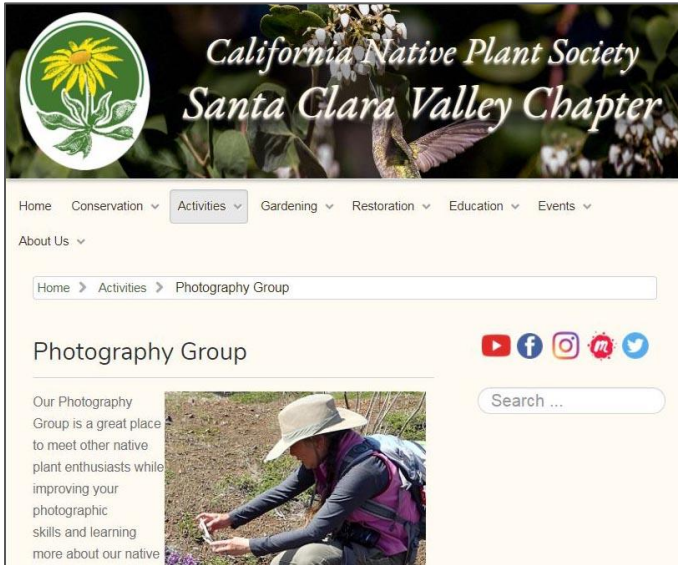 California Native Plant Society
Santa Clara Valley Chapter
Home Conservation Activities Gardening Restoration Education Events
About Us
Home Activities Photography Group
Photography Group
Search ...
Our Photography
Group is a great place
to meet other native
plant enthusiasts while
improving your
photographic
skills and learning
more about our native